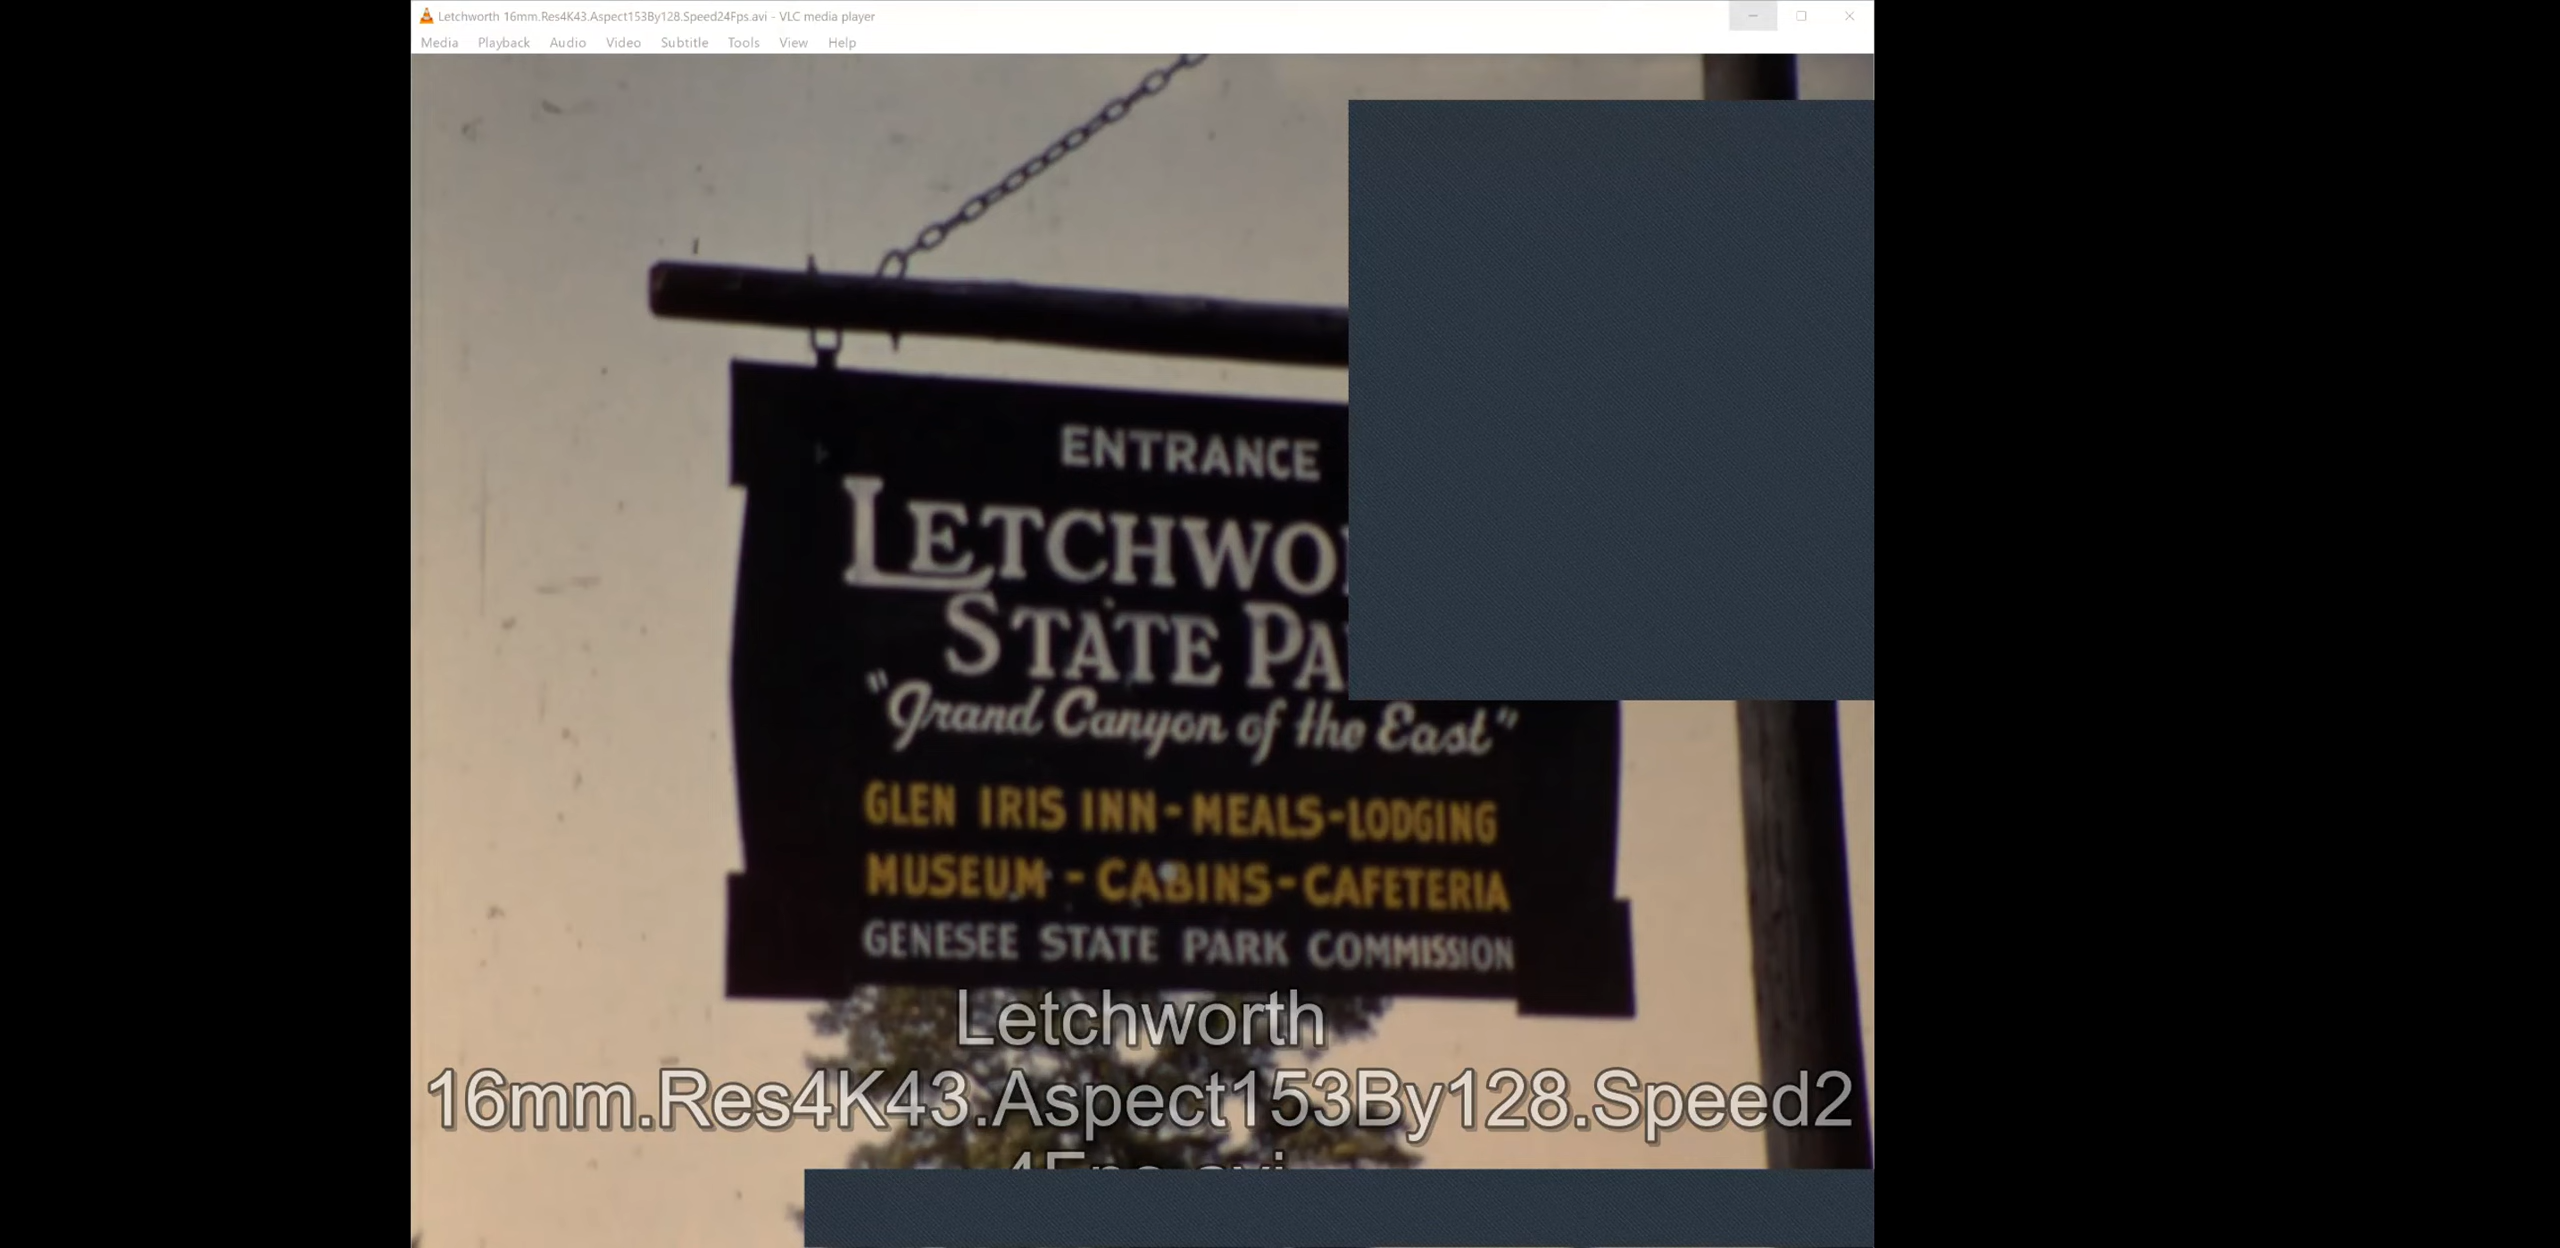 Letchworth 16mm.Res4K43.Aspect153By128.Speed24Fps.avi - VLC media player
Media Playback Audio Video Subtitle Tools View Help
ENTRANCE
LETCHWO
STATE PA
"Grand Canyon of the East"
GLEN IRIS INN-MEALS-LODGING
MUSEUM - CABINS-CAFETERIA
GENESEE STATE PARK COMMISSION
Letchworth
16mm.Res4K43.Aspect153By128.Speed2
4Fps.avi